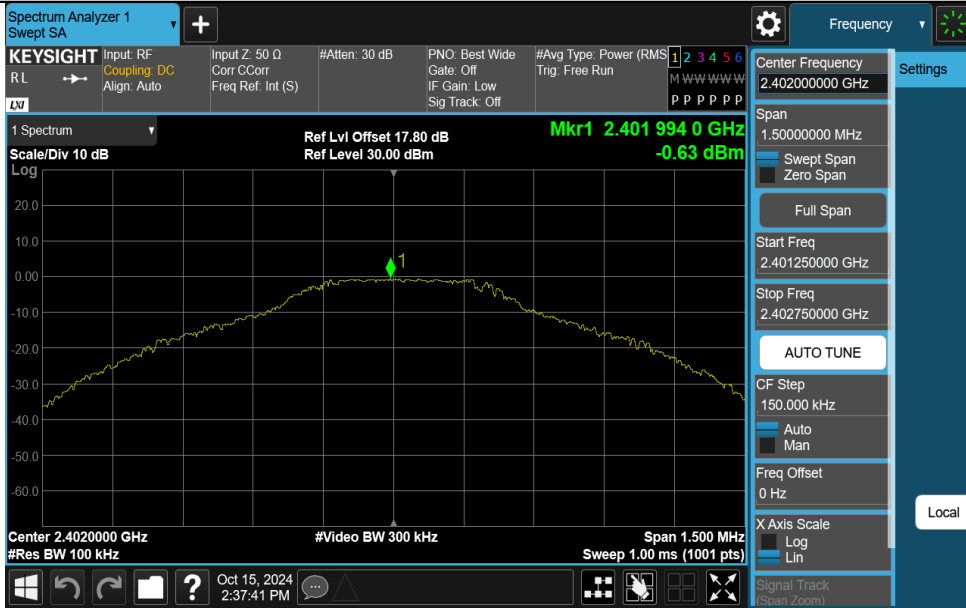 Spectrum Analyzer 1
Swept SA
+
Frequency
KEYSIGHT
RL
LXI
Input: RF
Coupling: DC
Align: Auto
Input Z: 50 Ω
Corr CCorr
Freq Ref: Int (S)
#Atten: 30 dB
PNO: Best Wide
Gate: Off
IF Gain: Low
Sig Track: Off
#Avg Type: Power (RMS
Trig: Free Run
1 2 3 4 5 6
M W W W W W
P P P P P P
1 Spectrum
Scale/Div 10 dB
Log
Ref Lvl Offset 17.80 dB
Ref Level 30.00 dBm
Mkr1 2.401 994 0 GHz
-0.63 dBm
20.0
10.0
0.00
-10.0
-20.0
-30.0
-40.0
-50.0
-60.0
1
Center 2.4020000 GHz
#Res BW 100 kHz
#Video BW 300 kHz
Span 1.500 MHz
Sweep 1.00 ms (1001 pts)
Center Frequency
2.402000000 GHz
Span
1.50000000 MHz
Swept Span
Zero Span
Full Span
Start Freq
2.401250000 GHz
Stop Freq
2.402750000 GHz
AUTO TUNE
CF Step
150.000 kHz
Auto
Man
Freq Offset
0 Hz
X Axis Scale
Log
Lin
Signal Track
(Span Zoom)
Settings
Local
?
Oct 15, 2024
2:37:41 PM